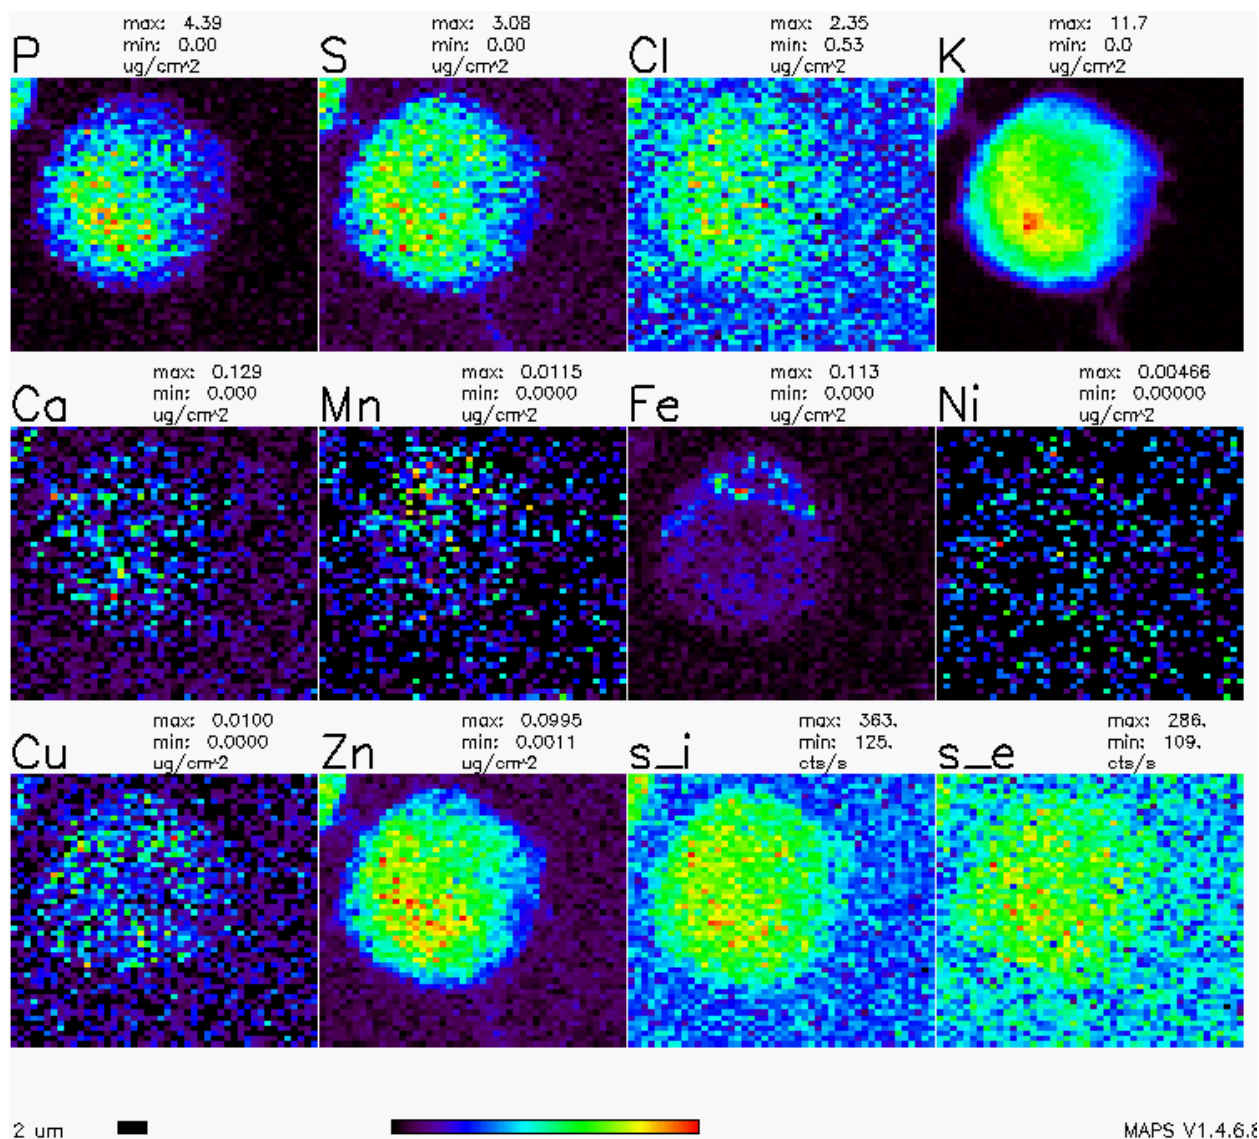 P max: 4.39 min: 0.00 ug/cm^2
S max: 3.08 min: 0.00 ug/cm^2
Cl max: 2.35 min: 0.53 ug/cm^2
K max: 11.7 min: 0.0 ug/cm^2
Ca max: 0.129 min: 0.000 ug/cm^2
Mn max: 0.0115 min: 0.0000 ug/cm^2
Fe max: 0.113 min: 0.000 ug/cm^2
Ni max: 0.00466 min: 0.00000 ug/cm^2
Cu max: 0.0100 min: 0.0000 ug/cm^2
Zn max: 0.0995 min: 0.0011 ug/cm^2
s_i max: 363. min: 125. cts/s
s_e max: 286. min: 109. cts/s
2 um
MAPS V1.4.6.8